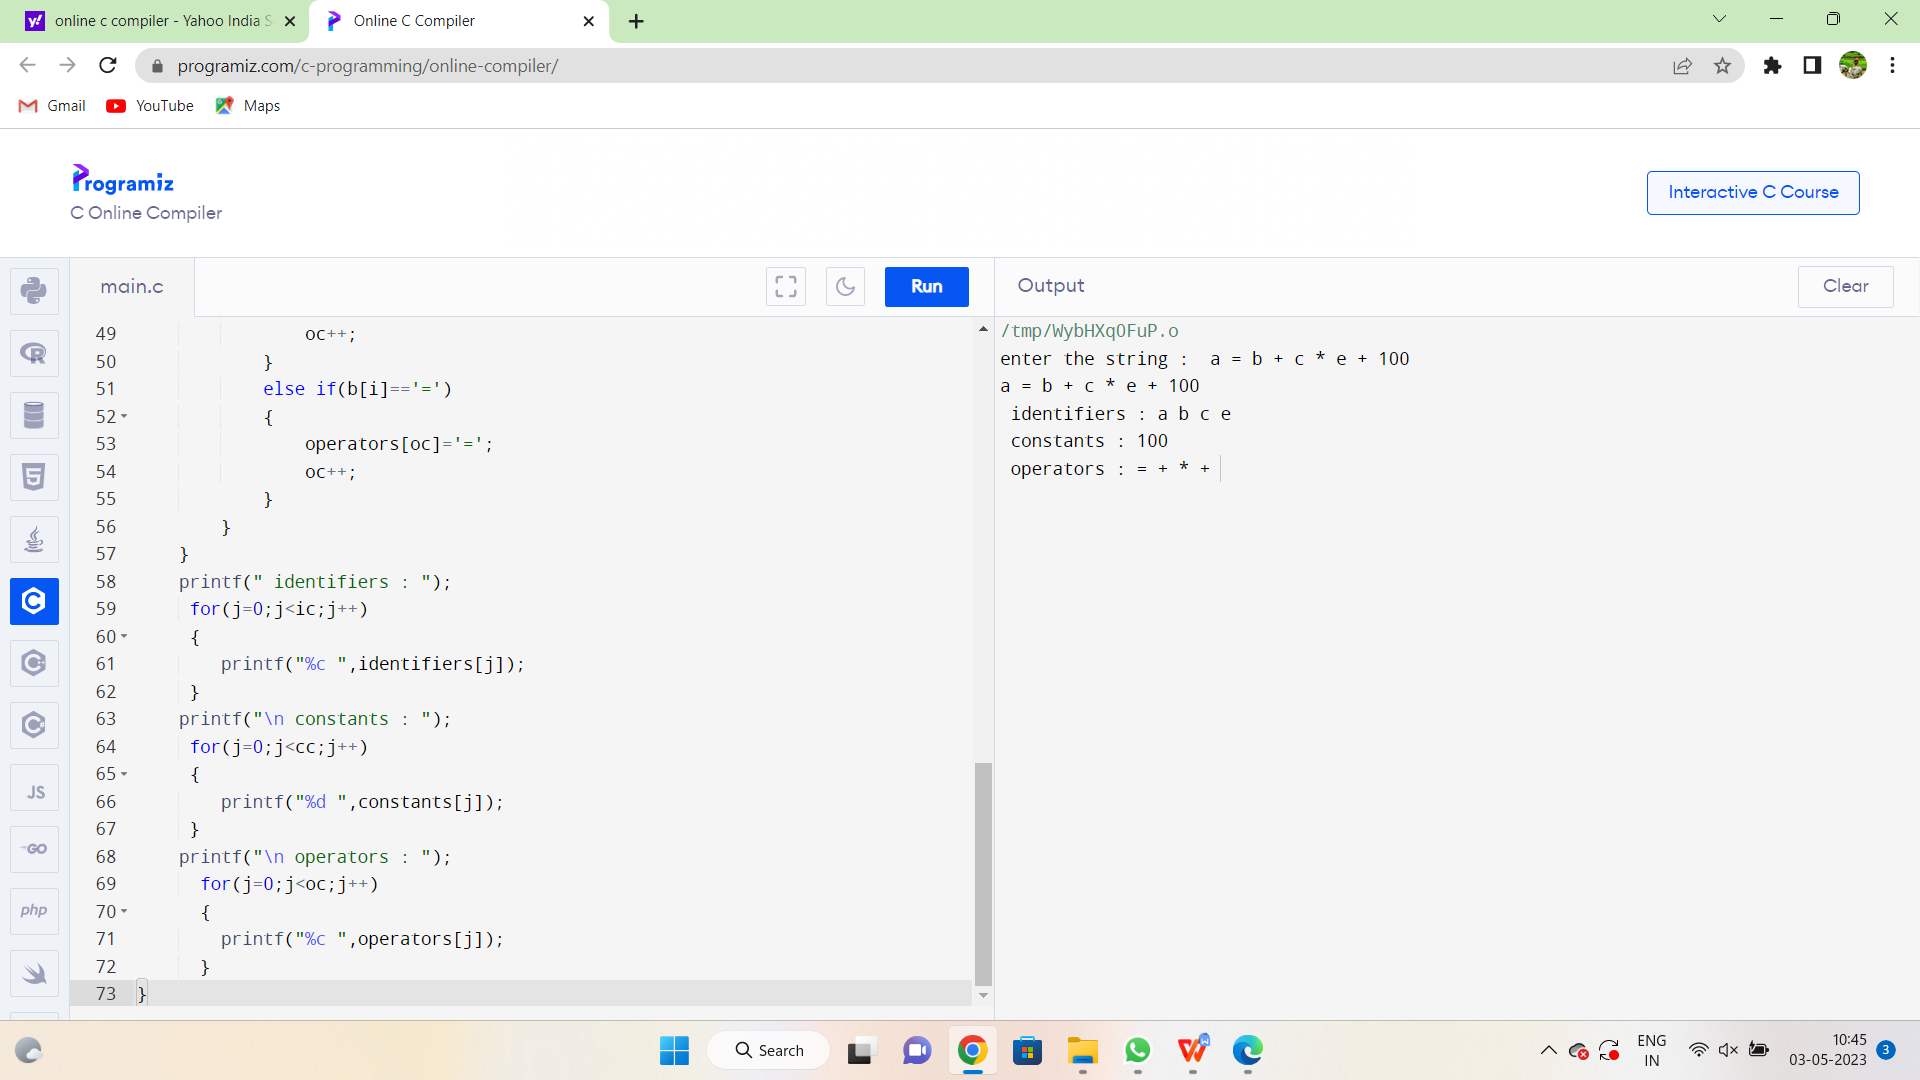 online c compiler - Yahoo India S
Online C Compiler
programiz.com/c-programming/online-compiler/
Gmail
YouTube
Maps
Programiz
C Online Compiler
Interactive C Course
main.c
Run
Output
Clear
49 oc++;
50 }
51 else if(b[i]=='=')
52 {
53 operators[oc]='=';
54 oc++;
55 }
56 }
57 }
58 printf(" identifiers : ");
59 for(j=0;j<ic;j++)
60 {
61 printf("%c ",identifiers[j]);
62 }
63 printf("\n constants : ");
64 for(j=0;j<cc;j++)
65 {
66 printf("%d ",constants[j]);
67 }
68 printf("\n operators : ");
69 for(j=0;j<oc;j++)
70 {
71 printf("%c ",operators[j]);
72 }
73 }
/tmp/WybHXqOFuP.o
enter the string :  a = b + c * e + 100
a = b + c * e + 100
identifiers : a b c e
constants : 100
operators : = + * +
JS
GO
php
Search
ENG
IN
10:45
03-05-2023
3